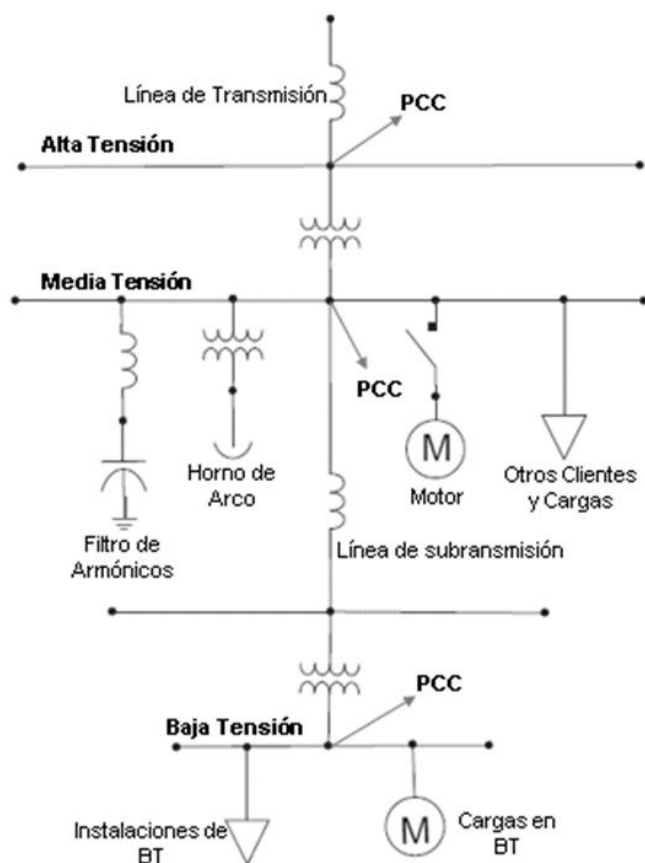 Línea de Transmisión
PCC
Alta Tensión
Media Tensión
PCC
Horno de
Arco
M
Motor
Otros Clientes
y Cargas
Filtro de
Armónicos
Línea de subransmisión
PCC
Baja Tensión
Instalaciones de
BT
M
Cargas en
BT